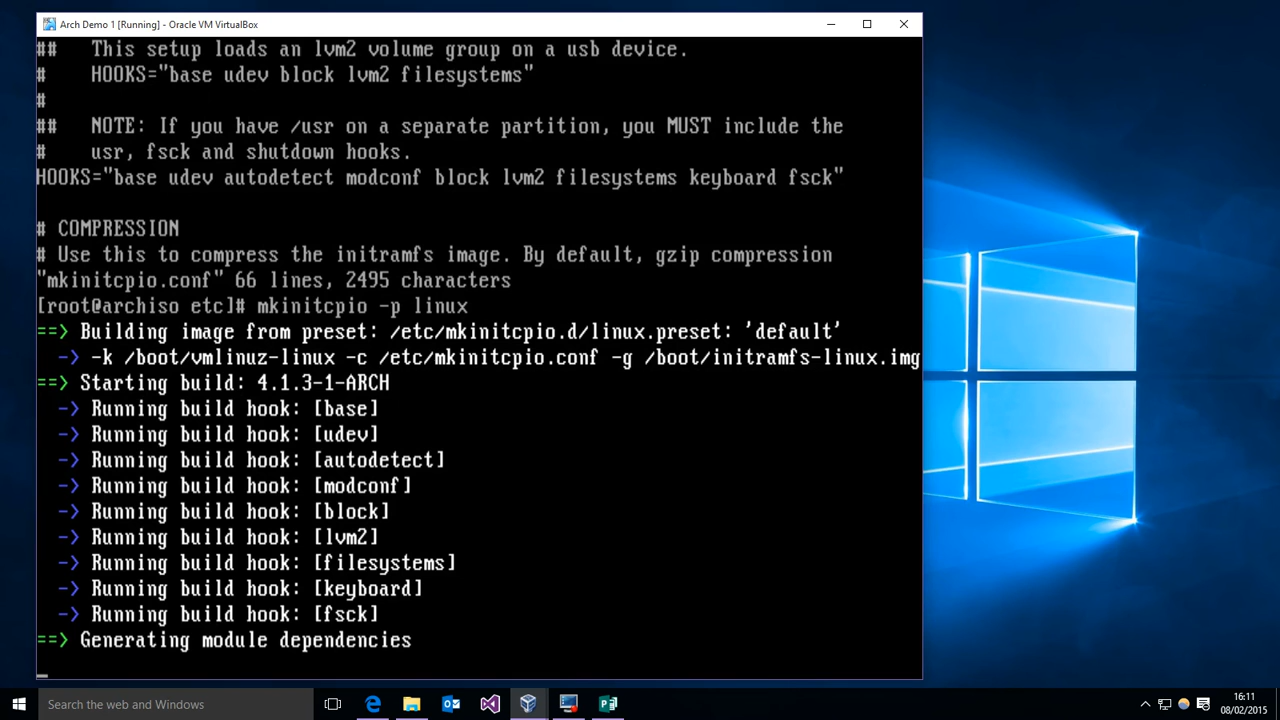 Arch Demo 1 [Running] - Oracle VM VirtualBox
##   This setup loads an lvm2 volume group on a usb device.
#    HOOKS="base udev block lvm2 filesystems"
#
##   NOTE: If you have /usr on a separate partition, you MUST include the
#    usr, fsck and shutdown hooks.
HOOKS="base udev autodetect modconf block lvm2 filesystems keyboard fsck"
# COMPRESSION
# Use this to compress the initramfs image. By default, gzip compression
"mkinitcpio.conf" 66 lines, 2495 characters
[root@archiso etc]# mkinitcpio -p linux
==> Building image from preset: /etc/mkinitcpio.d/linux.preset: 'default'
  -> -k /boot/vmlinuz-linux -c /etc/mkinitcpio.conf -g /boot/initramfs-linux.img
==> Starting build: 4.1.3-1-ARCH
  -> Running build hook: [base]
  -> Running build hook: [udev]
  -> Running build hook: [autodetect]
  -> Running build hook: [modconf]
  -> Running build hook: [block]
  -> Running build hook: [lvm2]
  -> Running build hook: [filesystems]
  -> Running build hook: [keyboard]
  -> Running build hook: [fsck]
==> Generating module dependencies
Search the web and Windows
16:11
08/02/2015